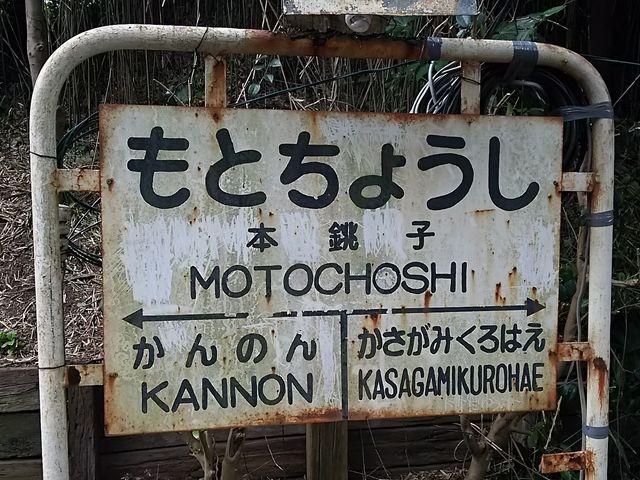 もとちょうし
本 銚 子
MOTOCHOSHI
かんのん
KANNON
かさがみくろはえ
KASAGAMIKUROHAE